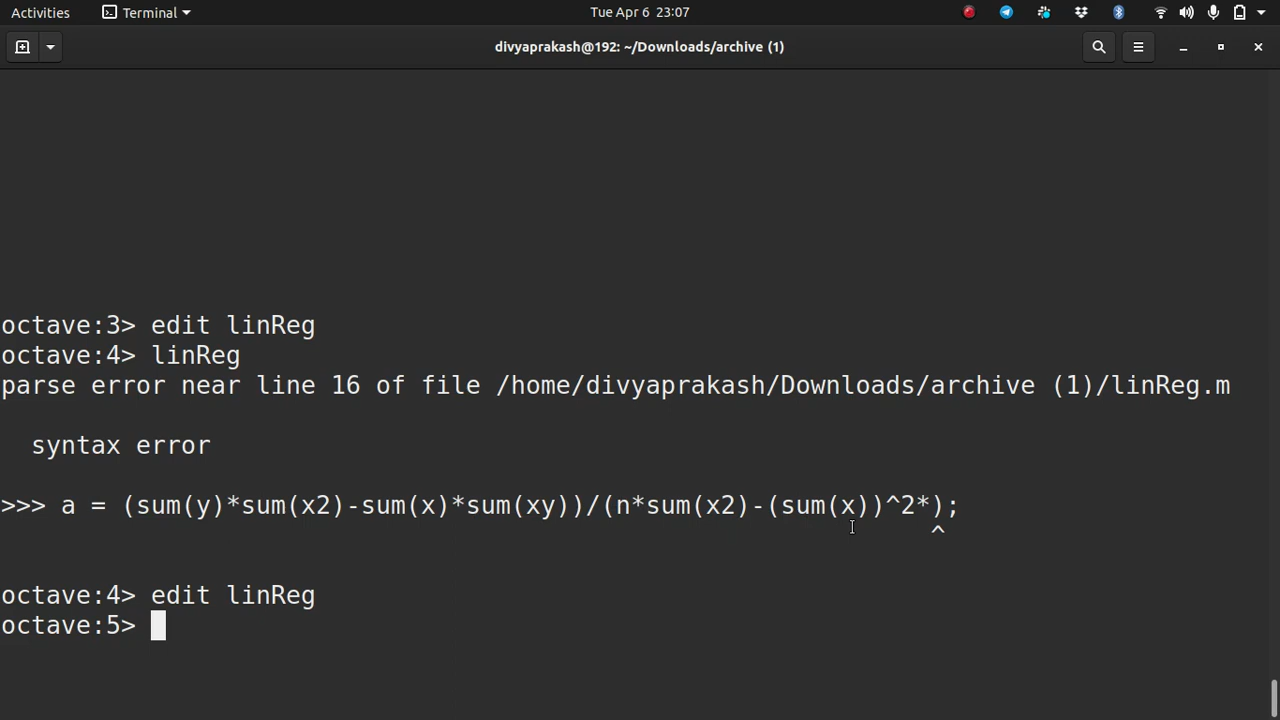 Activities Terminal Tue Apr 6 23:07
divyaprakash@192: ~/Downloads/archive (1)
octave:3> edit linReg
octave:4> linReg
parse error near line 16 of file /home/divyaprakash/Downloads/archive (1)/linReg.m
syntax error
>>> a = (sum(y)*sum(x2)-sum(x)*sum(xy))/(n*sum(x2)-(sum(x))^2*);
^
octave:4> edit linReg
octave:5>